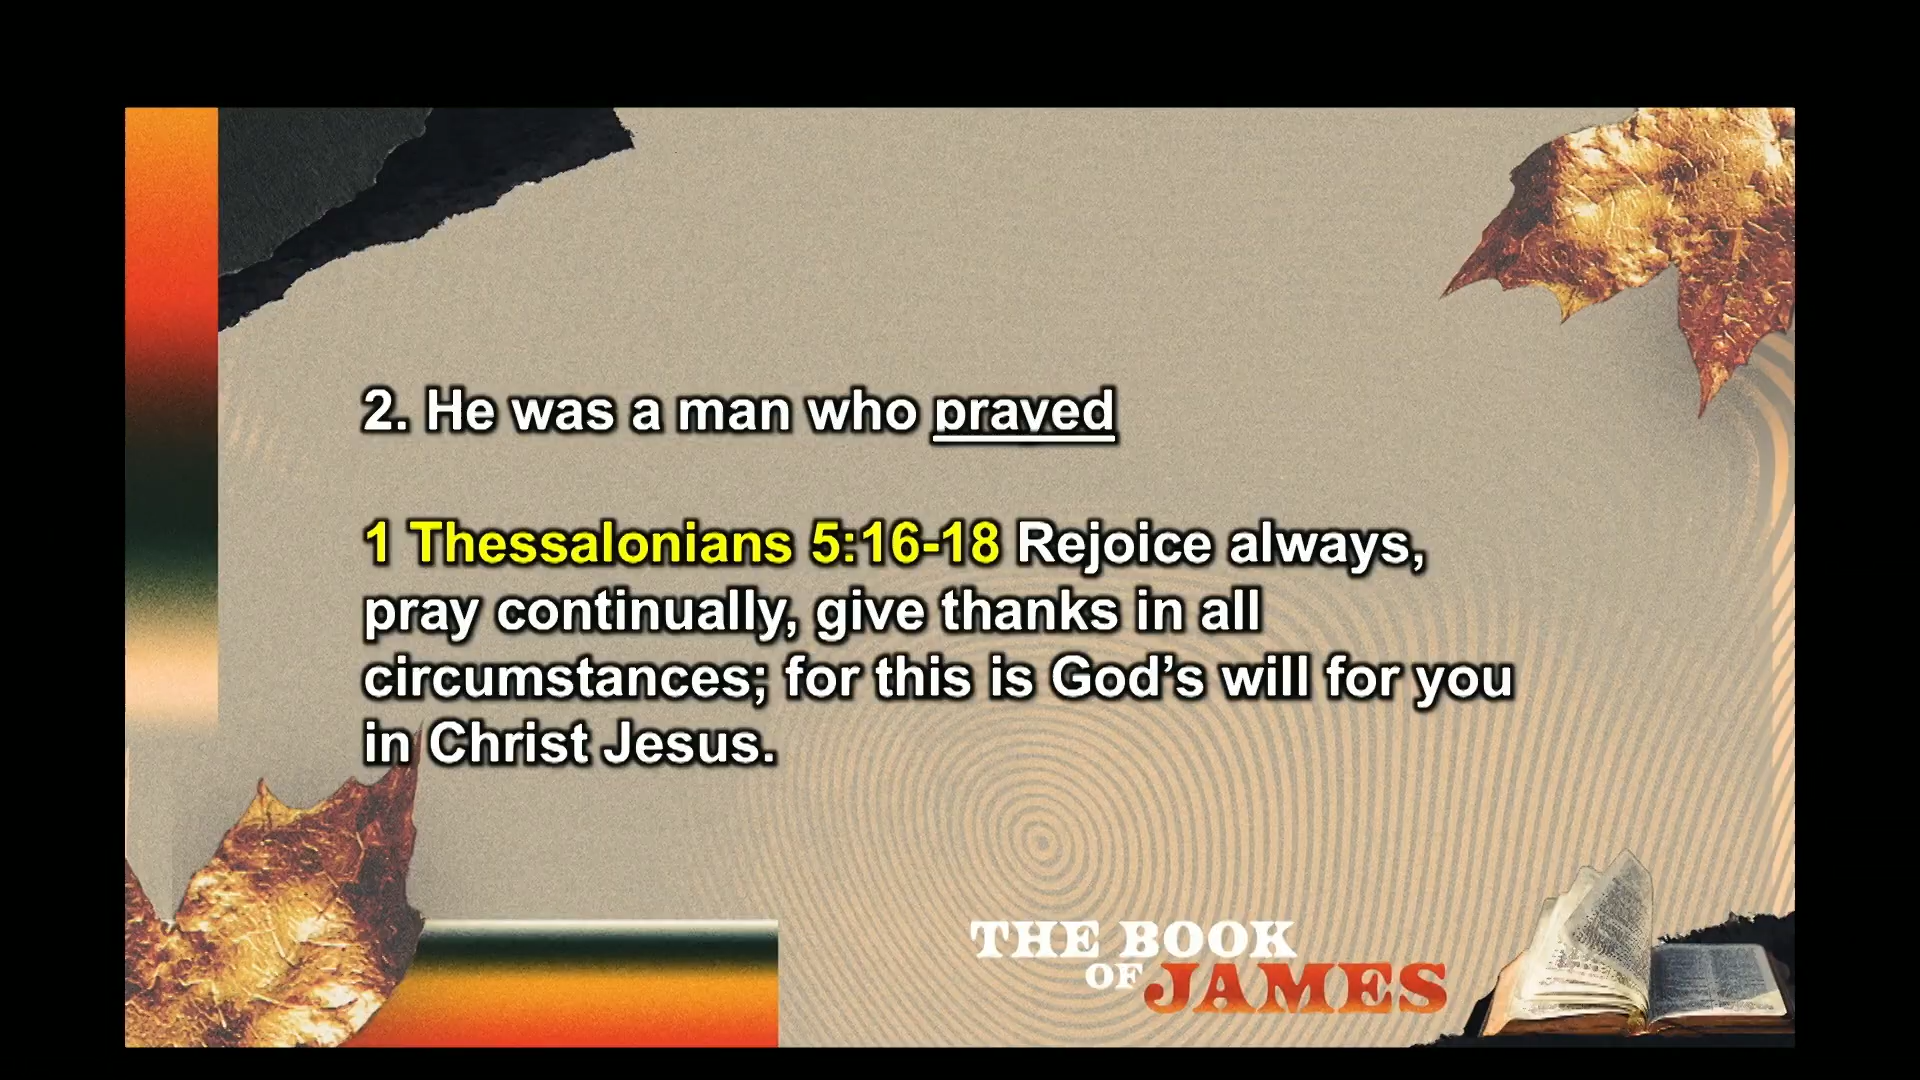 2. He was a man who prayed
1 Thessalonians 5:16-18 Rejoice always,
pray continually, give thanks in all
circumstances; for this is God’s will for you
in Christ Jesus.
THE BOOK
OF JAMES